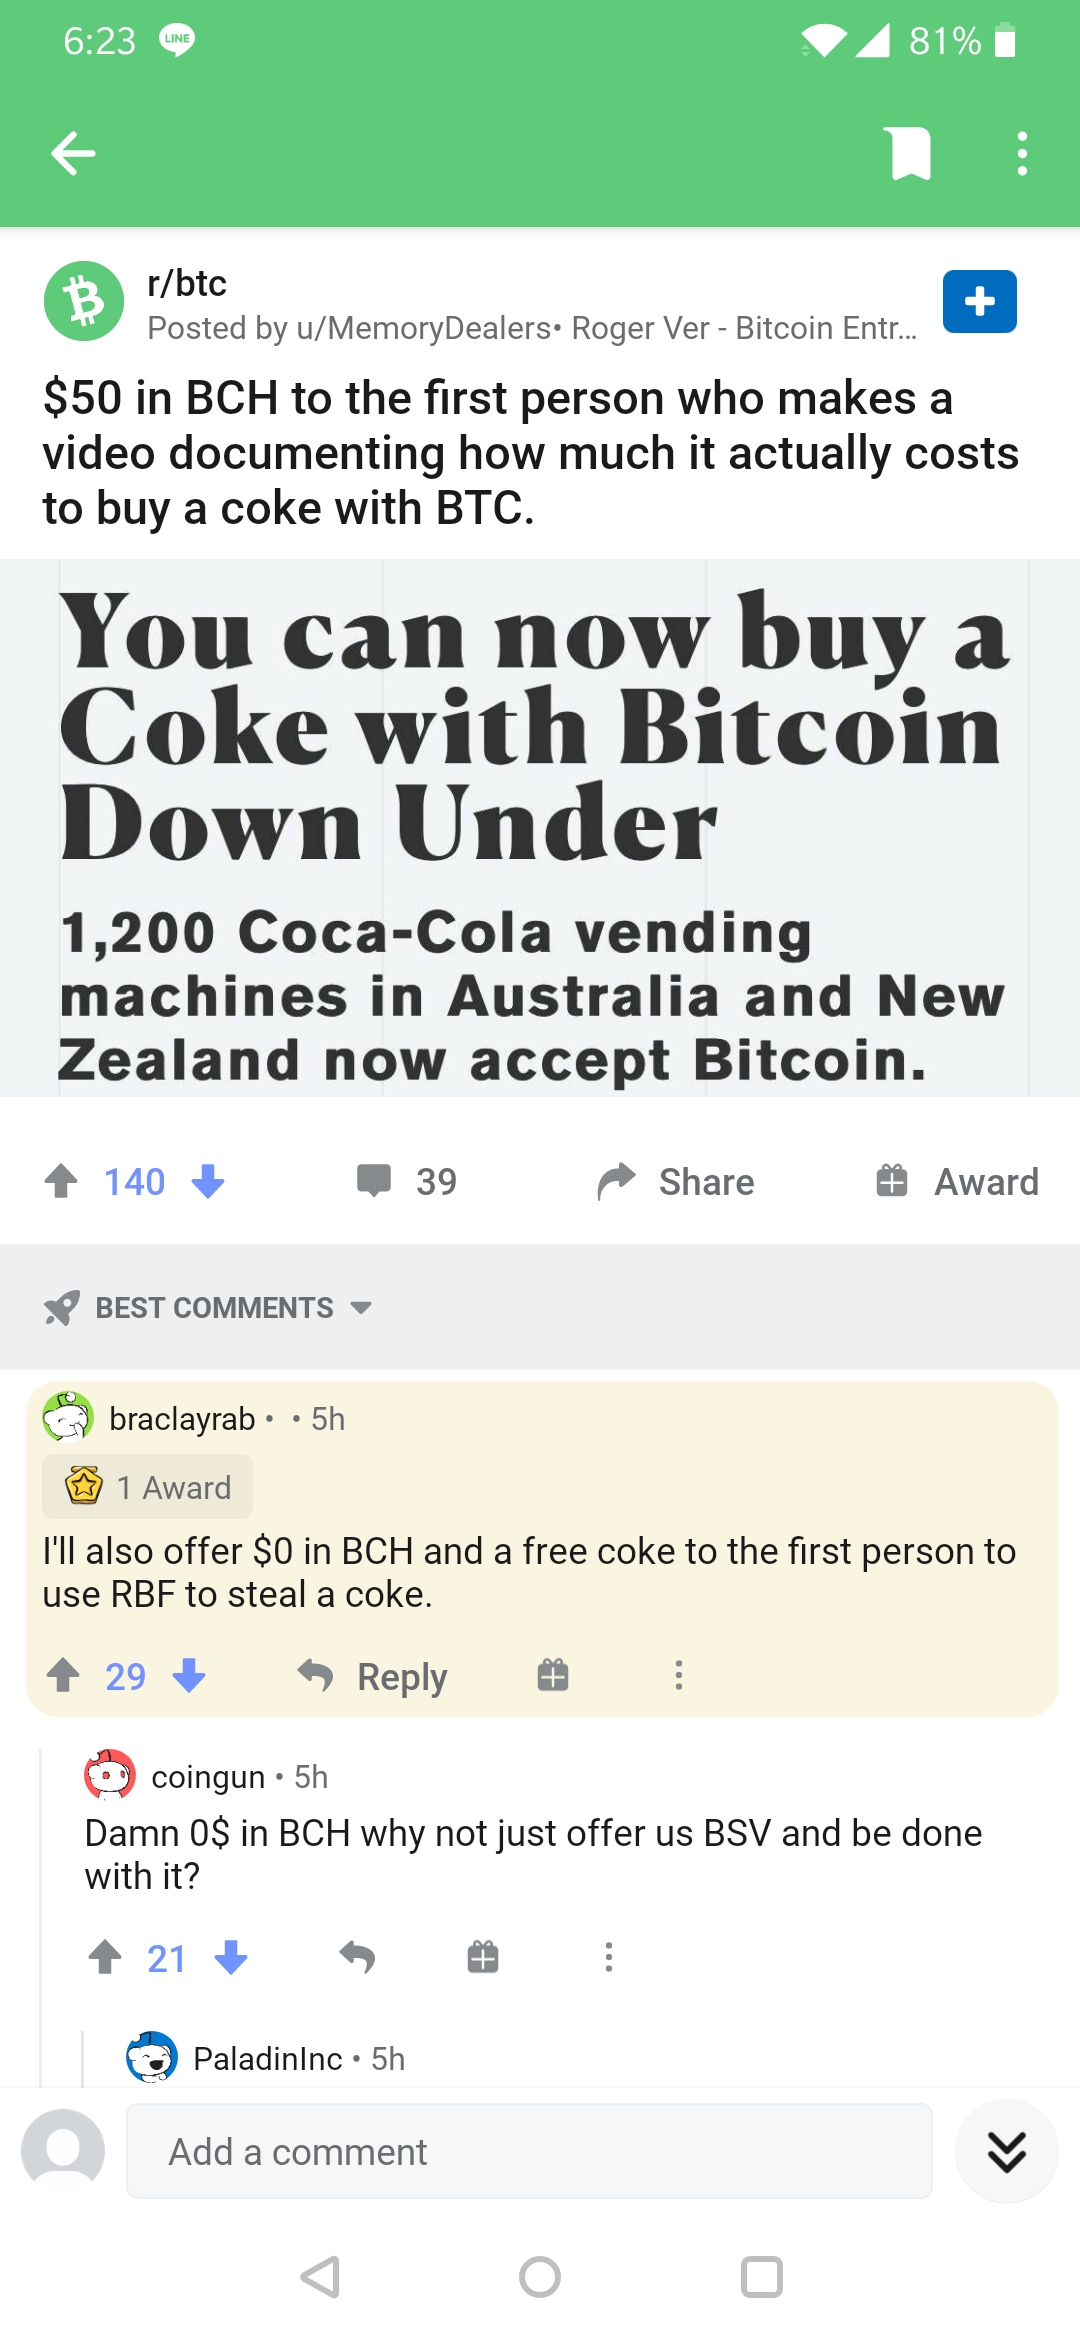 6:23 LINE 81%
r/btc
Posted by u/MemoryDealers• Roger Ver - Bitcoin Entr...
$50 in BCH to the first person who makes a
video documenting how much it actually costs
to buy a coke with BTC.
You can now buy a
Coke with Bitcoin
Down Under
1,200 Coca-Cola vending
machines in Australia and New
Zealand now accept Bitcoin.
140 39 Share Award
BEST COMMENTS
braclayrab • • 5h
1 Award
I'll also offer $0 in BCH and a free coke to the first person to
use RBF to steal a coke.
29 Reply
coingun • 5h
Damn 0$ in BCH why not just offer us BSV and be done
with it?
21
PaladinInc • 5h
Add a comment